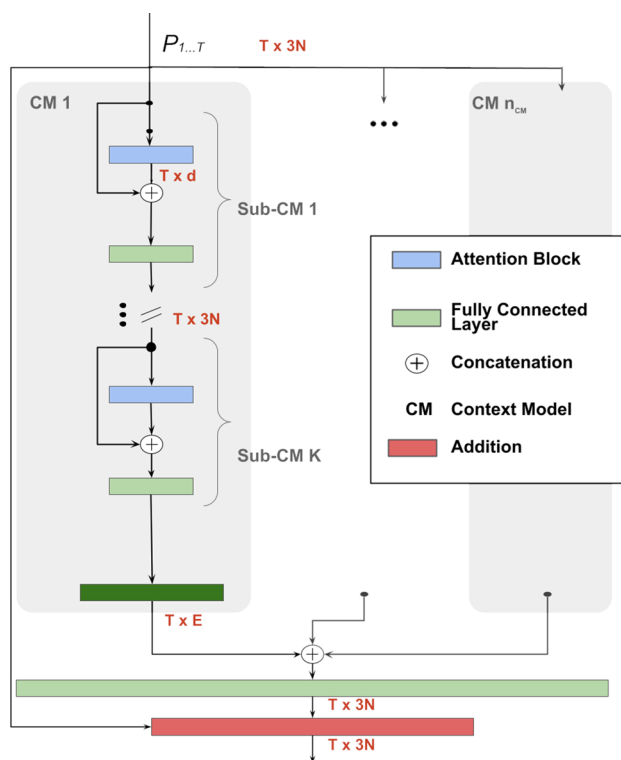 P1...T
T x 3N
CM 1
CM nCM
T x d
Sub-CM 1
Attention Block
T x 3N
Fully Connected
Layer
Concatenation
CM Context Model
Sub-CM K
Addition
T x E
T x 3N
T x 3N